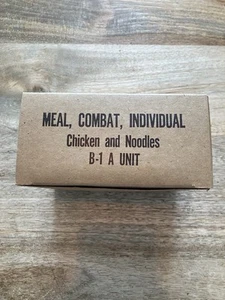 MEAL, COMBAT, INDIVIDUAL
Chicken and Noodles
B-1 A UNIT